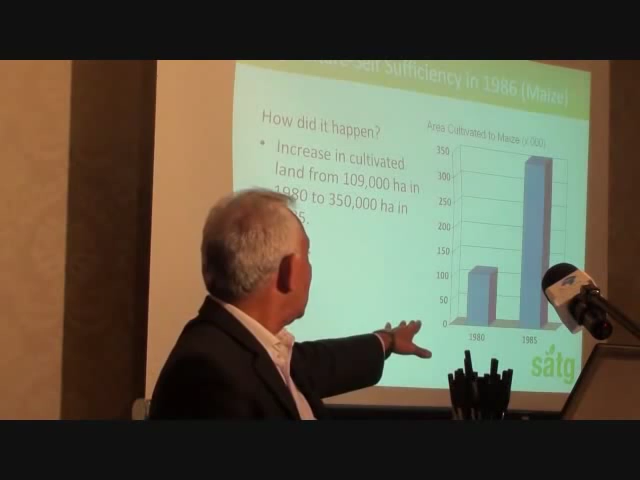 Self Sufficiency in 1986 (Maize)
How did it happen?
• Increase in cultivated
land from 109,000 ha in
1980 to 350,000 ha in
Area Cultivated to Maize (x 000)
350
300
250
200
150
100
50
0
1980
1985
satg